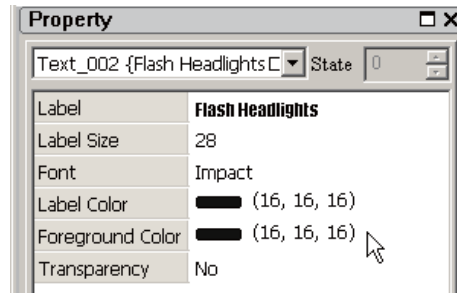 Property
Text_002 {Flash Headlights State 0
Label Flash Headlights
Label Size 28
Font Impact
Label Color (16, 16, 16)
Foreground Color (16, 16, 16)
Transparency No